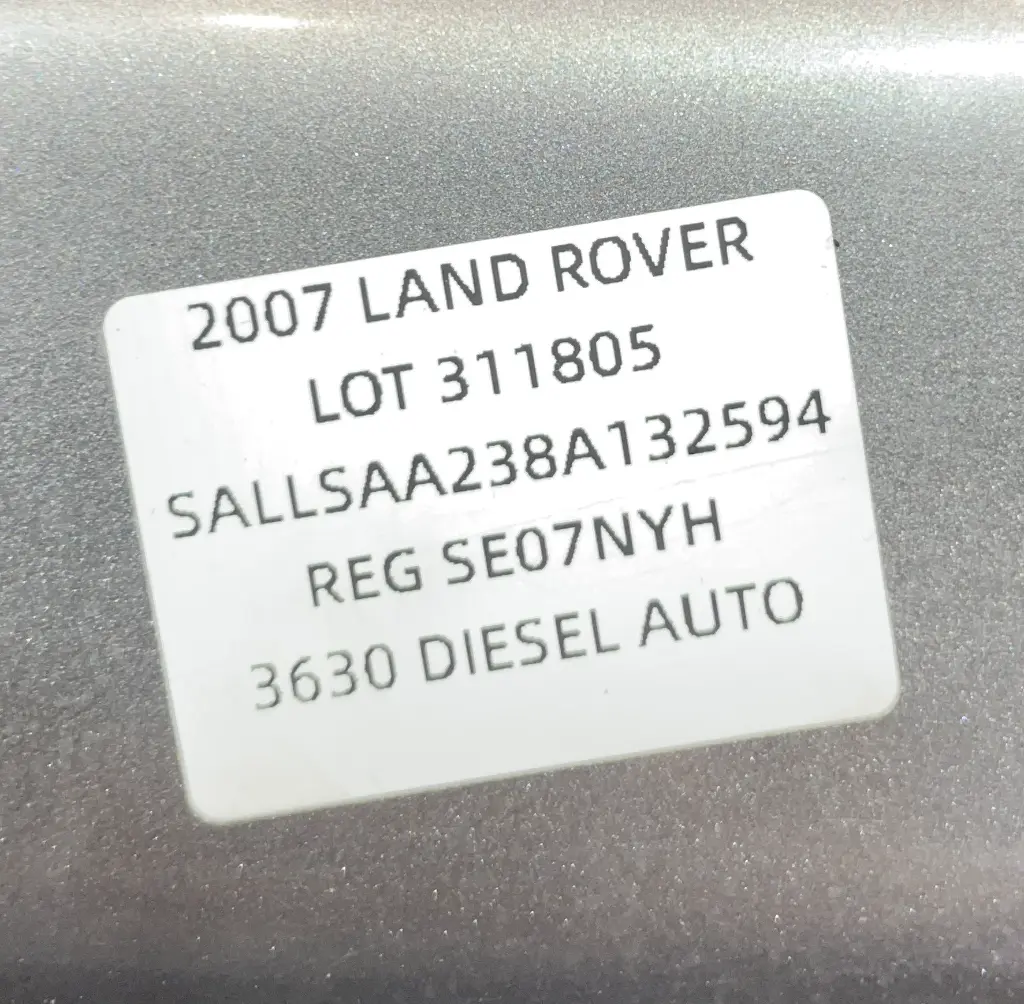 2007 LAND ROVER
LOT 311805
SALLSAA238A132594
REG SE07NYH
3630 DIESEL AUTO